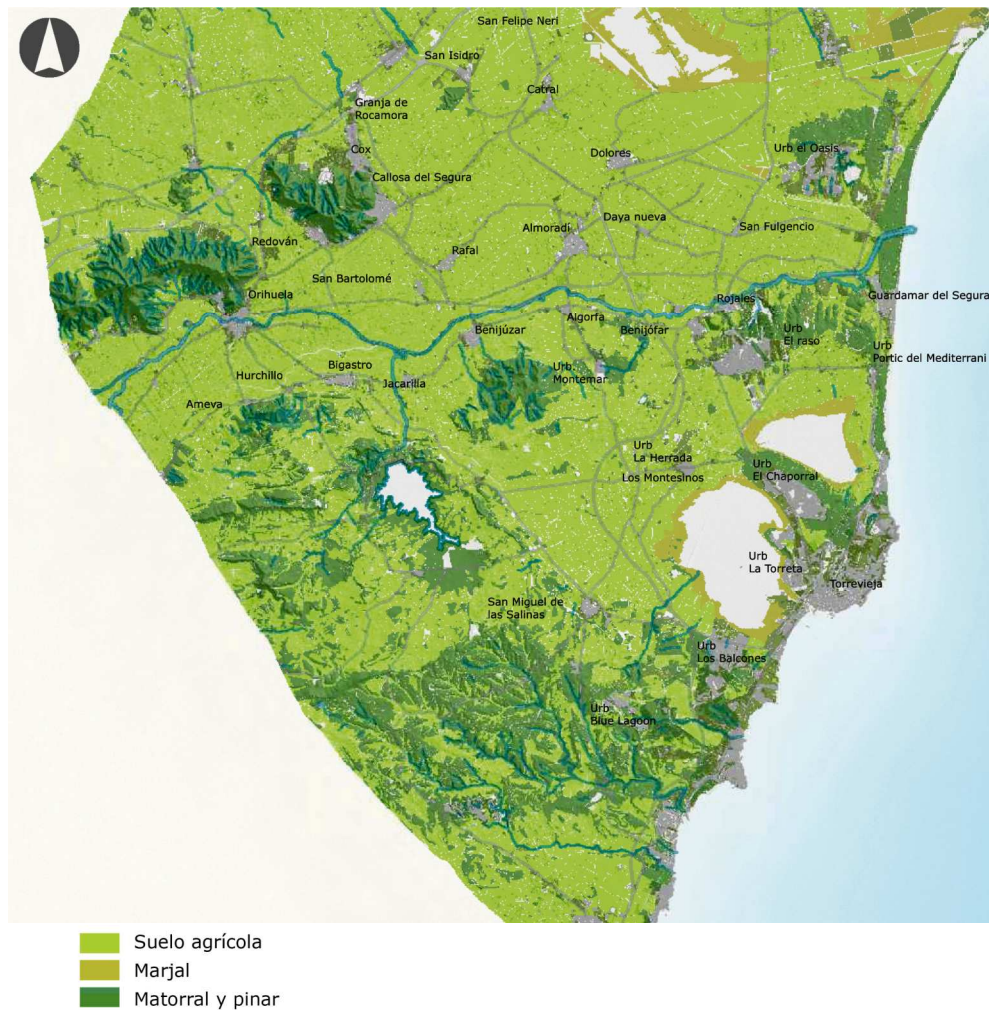 San Felipe Neri
San Isidro
Catral
Granja de
Rocamora
Cox
Urb el Oasis
Dolores
Callosa del Segura
Daya nueva
Almoradí
San Fulgencio
Redován
Rafal
San Bartolomé
Orihuela
Rojales
Guardamar del Segura
Algorfa
Benijúzar
Benijófar
Urb
El raso
Urb
Portic del Mediterrani
Bigastro
Urb.
Montemar
Hurchillo
Jacarilla
Ameva
Urb
La Herrada
Urb
El Chaporral
Los Montesinos
Urb
La Torreta
Torrevieja
San Miguel de
las Salinas
Urb
Los Balcones
Urb
Blue Lagoon
Suelo agrícola
Marjal
Matorral y pinar